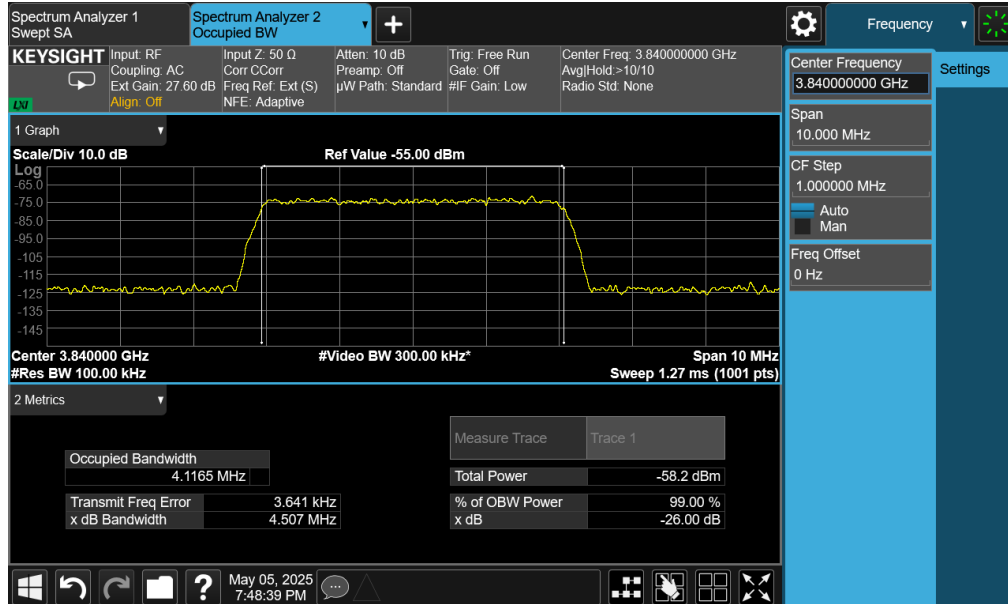 Spectrum Analyzer 1
Swept SA
Spectrum Analyzer 2
Occupied BW
Frequency
KEYSIGHT
LXI
Input: RF
Coupling: AC
Ext Gain: 27.60 dB
Align: Off
Input Z: 50 Ω
Corr CCorr
Freq Ref: Ext (S)
NFE: Adaptive
Atten: 10 dB
Preamp: Off
µW Path: Standard
Trig: Free Run
Gate: Off
#IF Gain: Low
Center Freq: 3.840000000 GHz
Avg|Hold:>10/10
Radio Std: None
1 Graph
Scale/Div 10.0 dB
Ref Value -55.00 dBm
Log
-65.0
-75.0
-85.0
-95.0
-105
-115
-125
-135
-145
Center 3.840000 GHz
#Video BW 300.00 kHz*
Span 10 MHz
#Res BW 100.00 kHz
Sweep 1.27 ms (1001 pts)
2 Metrics
Measure Trace
Trace 1
Occupied Bandwidth
4.1165 MHz
Total Power
-58.2 dBm
Transmit Freq Error
3.641 kHz
% of OBW Power
99.00 %
x dB Bandwidth
4.507 MHz
x dB
-26.00 dB
May 05, 2025
7:48:39 PM
Center Frequency
3.840000000 GHz
Settings
Span
10.000 MHz
CF Step
1.000000 MHz
Auto
Man
Freq Offset
0 Hz